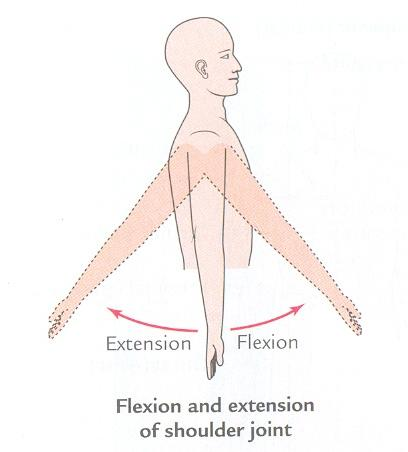 Extension
Flexion
Flexion and extension
of shoulder joint